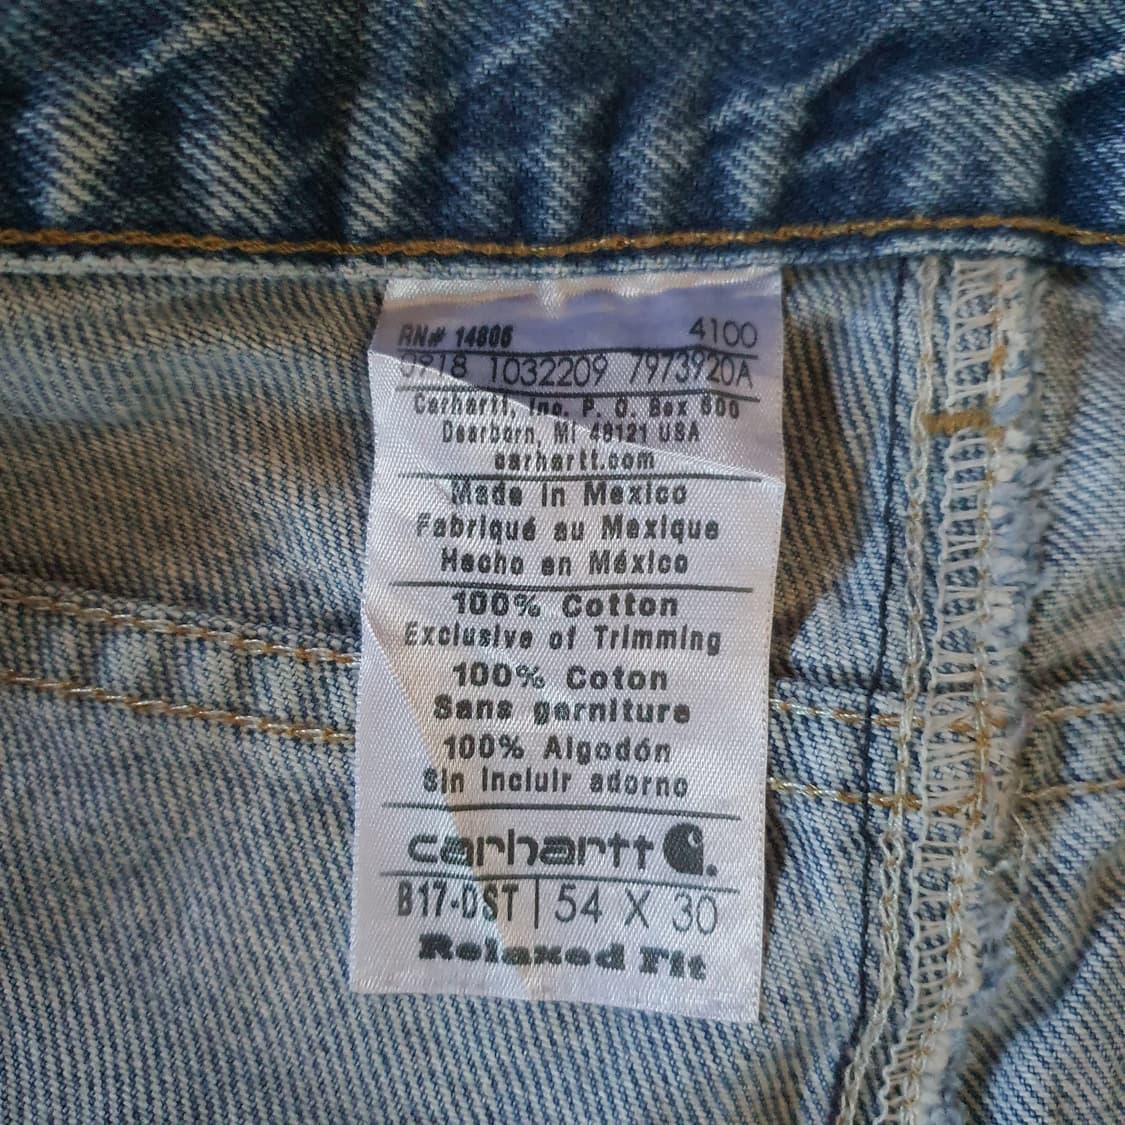 RN# 14806 4100
0918 1032209 7973920A
Carhartt, Inc. P. O. Box 600
Dearborn, MI 48121 USA
carhartt.com
Made in Mexico
Fabriqué au Mexique
Hecho en México
100% Cotton
Exclusive of Trimming
100% Coton
Sans garniture
100% Algodón
Sin incluir adorno
carhartt
B17-DST | 54 X 30
Relaxed Fit